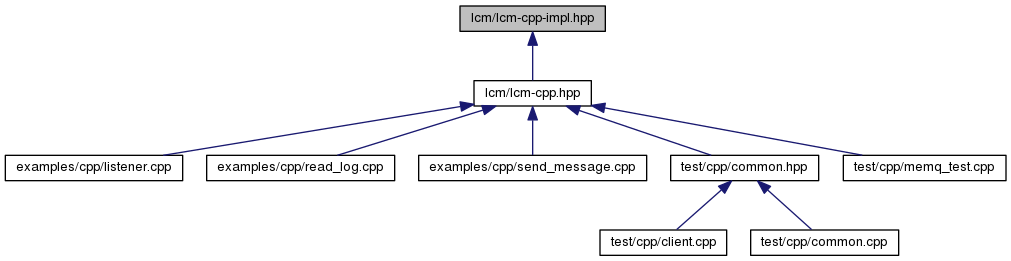 lcm/lcm-cpp-impl.hpp
lcm/lcm-cpp.hpp
examples/cpp/listener.cpp
examples/cpp/read_log.cpp
examples/cpp/send_message.cpp
test/cpp/common.hpp
test/cpp/memq_test.cpp
test/cpp/client.cpp
test/cpp/common.cpp